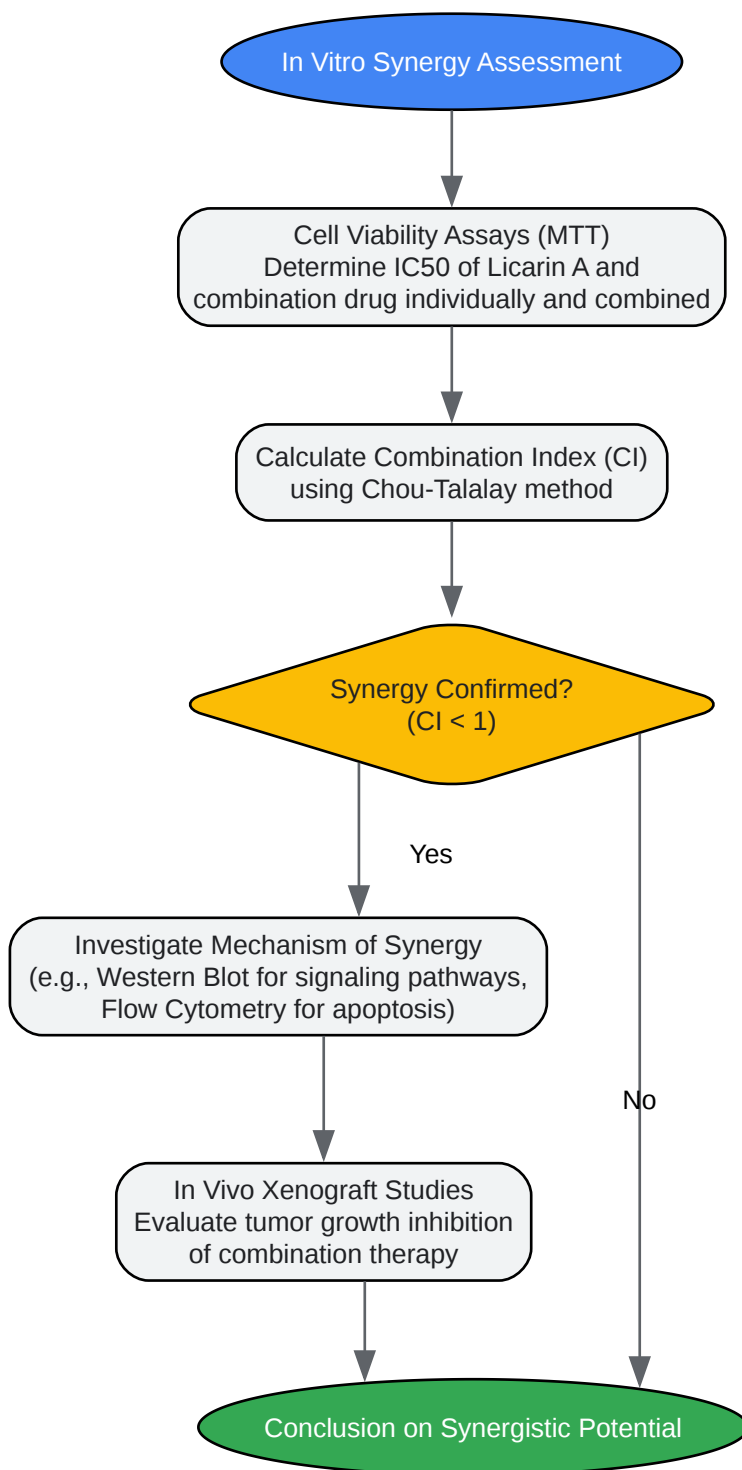 In Vitro Synergy Assessment
Cell Viability Assays (MTT)
Determine IC50 of Licarin A and
combination drug individually and combined
Calculate Combination Index (CI)
using Chou-Talalay method
Synergy Confirmed?
(CI < 1)
Yes
Investigate Mechanism of Synergy
(e.g., Western Blot for signaling pathways,
Flow Cytometry for apoptosis)
No
In Vivo Xenograft Studies
Evaluate tumor growth inhibition
of combination therapy
Conclusion on Synergistic Potential